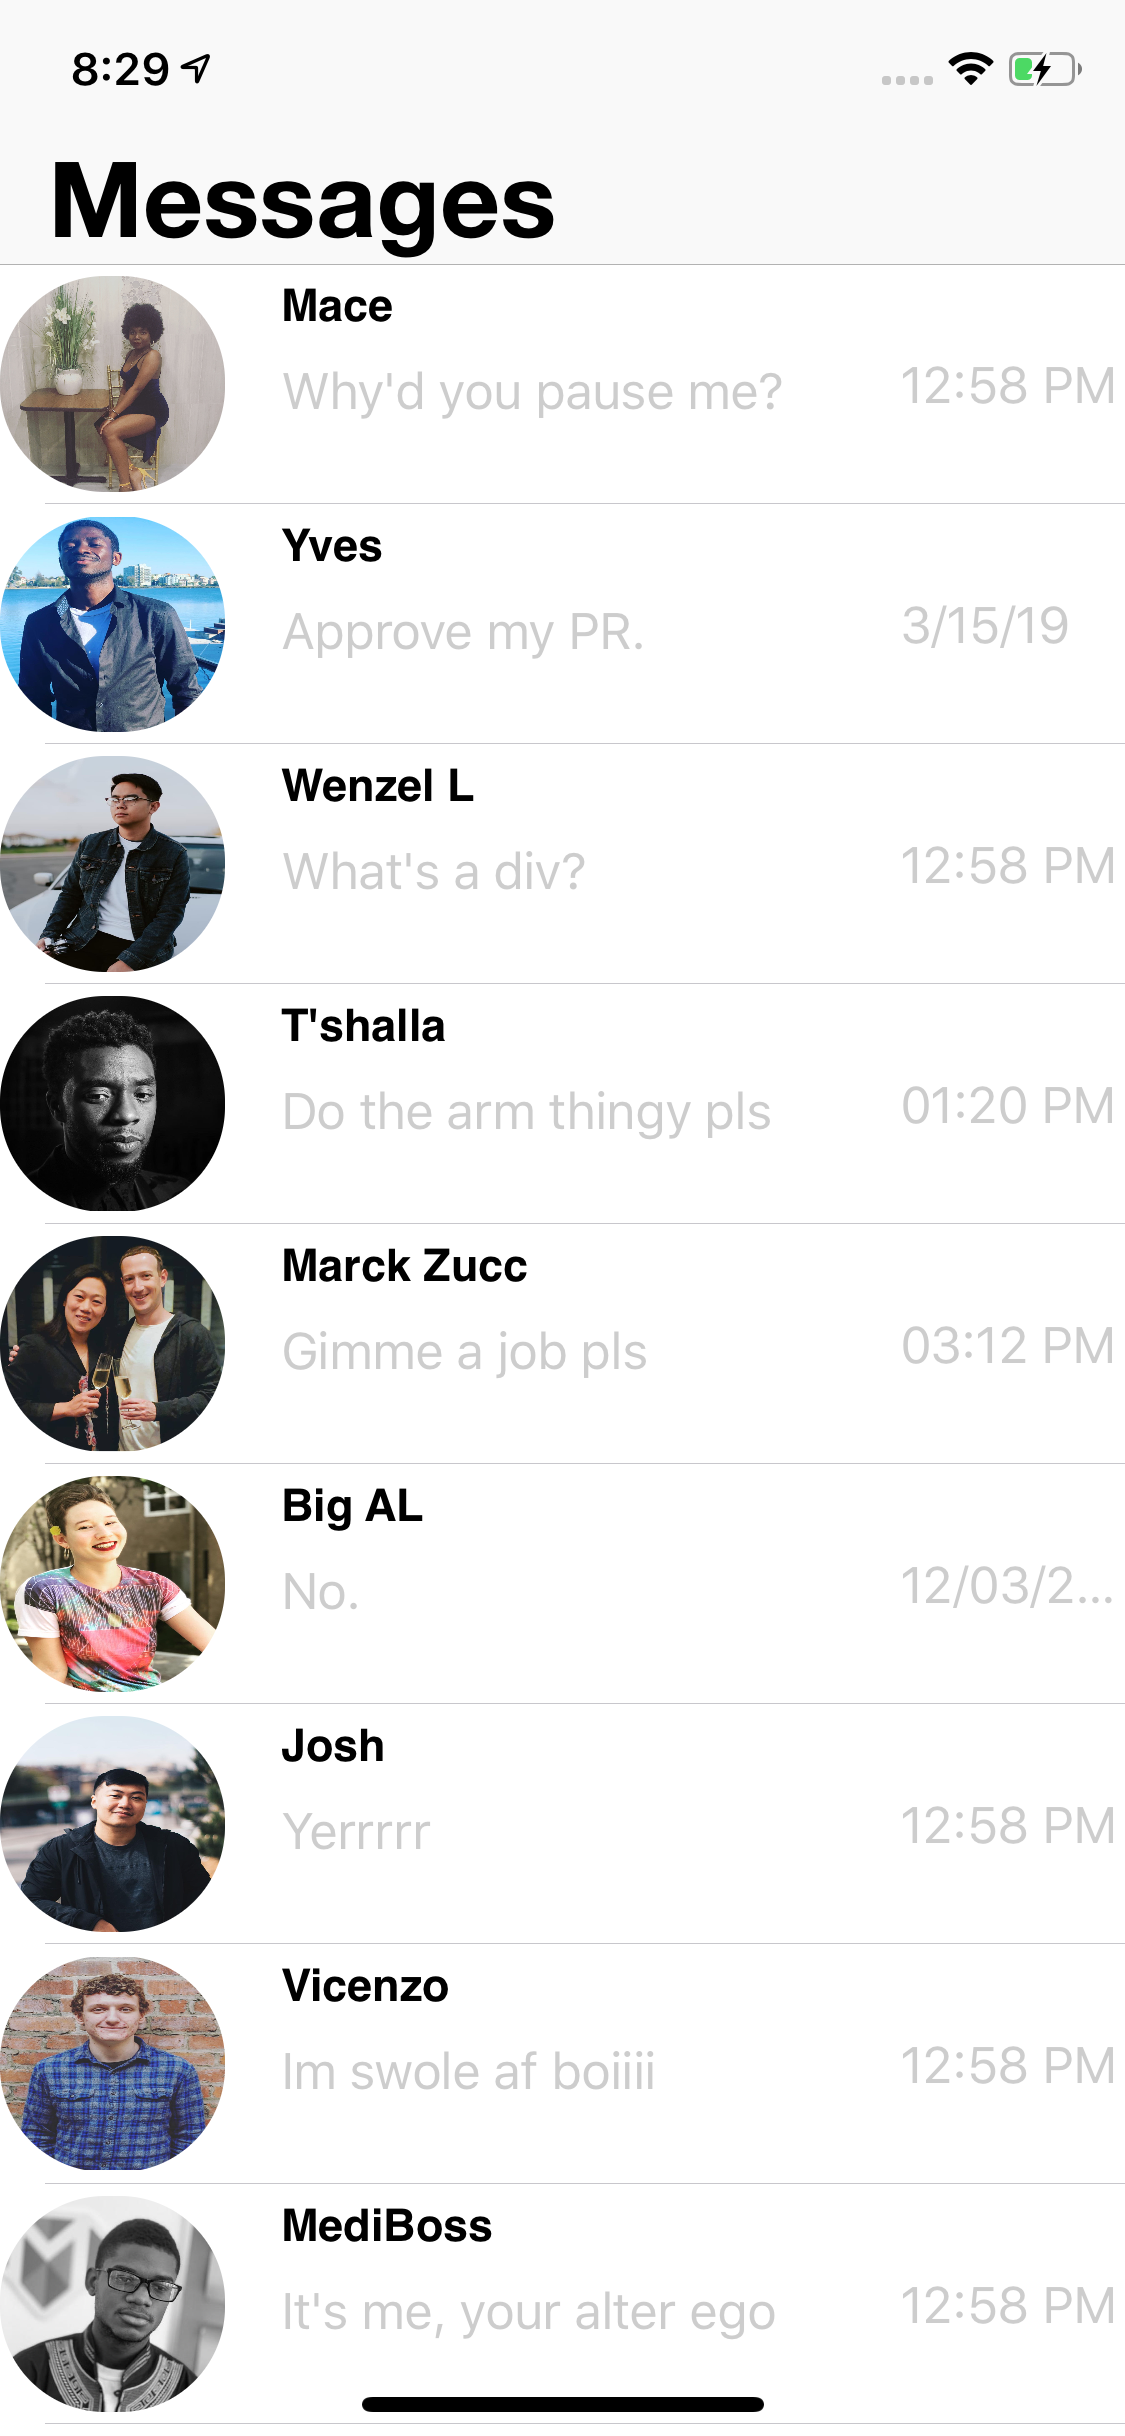 8:29
Messages
Mace
Why'd you pause me? 12:58 PM
Yves
Approve my PR. 3/15/19
Wenzel L
What's a div? 12:58 PM
T'shalla
Do the arm thingy pls 01:20 PM
Marck Zucc
Gimme a job pls 03:12 PM
Big AL
No. 12/03/2...
Josh
Yerrrrr 12:58 PM
Vicenzo
Im swole af boiiii 12:58 PM
MediBoss
It's me, your alter ego 12:58 PM